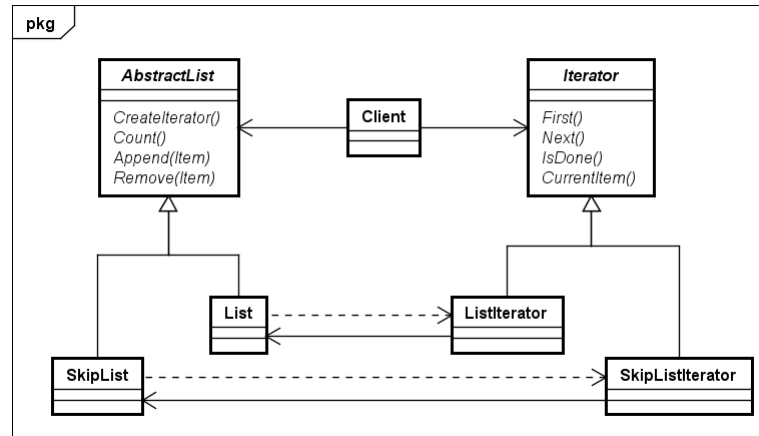 pkg
AbstractList
CreateIterator()
Count()
Append(Item)
Remove(Item)
Client
Iterator
First()
Next()
IsDone()
CurrentItem()
List
ListIterator
SkipList
SkipListIterator